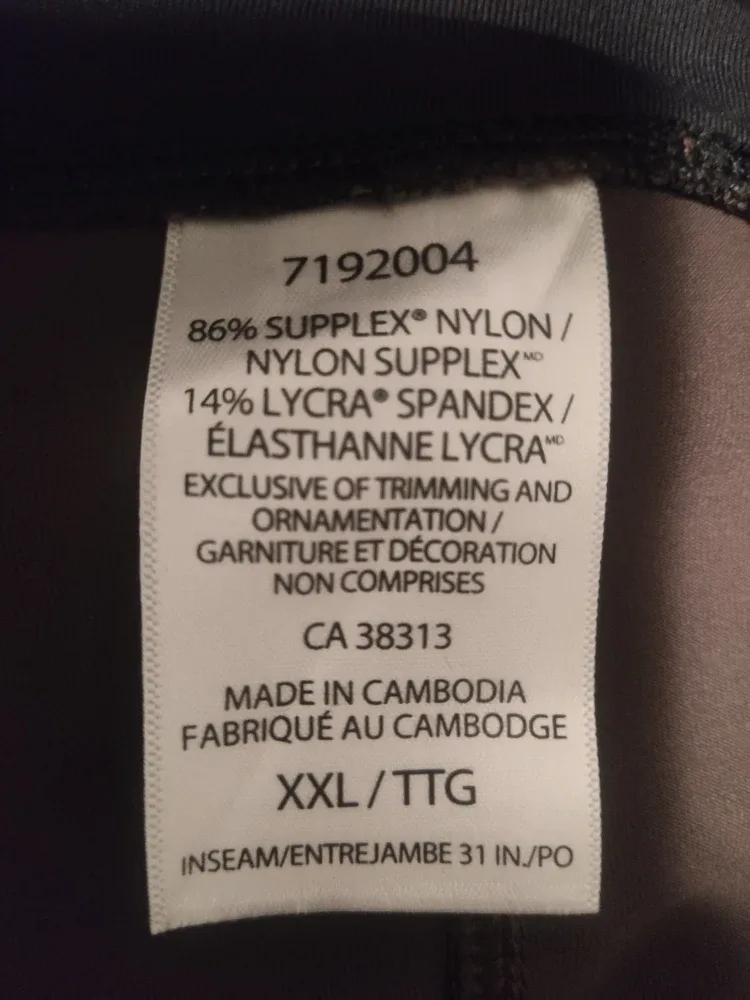 7192004
86% SUPPLEX® NYLON /
NYLON SUPPLEXᴹᴰ
14% LYCRA® SPANDEX /
ÉLASTHANNE LYCRAᴹᴰ
EXCLUSIVE OF TRIMMING AND
ORNAMENTATION /
GARNITURE ET DÉCORATION
NON COMPRISES
CA 38313
MADE IN CAMBODIA
FABRIQUÉ AU CAMBODGE
XXL / TTG
INSEAM/ENTREJAMBE 31 IN./PO